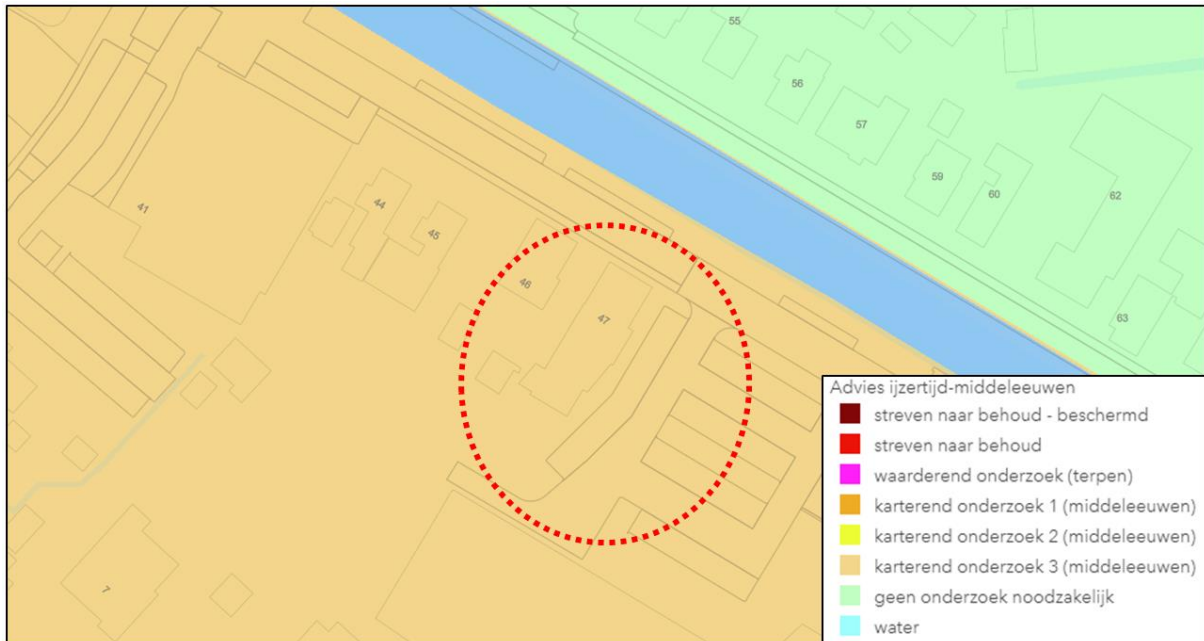 55
56
57
59
60
62
63
41
44
45
46
47
7
Advies ijzertijd-middeleeuwen
streven naar behoud - beschermd
streven naar behoud
waarderend onderzoek (terpen)
karterend onderzoek 1 (middeleeuwen)
karterend onderzoek 2 (middeleeuwen)
karterend onderzoek 3 (middeleeuwen)
geen onderzoek noodzakelijk
water